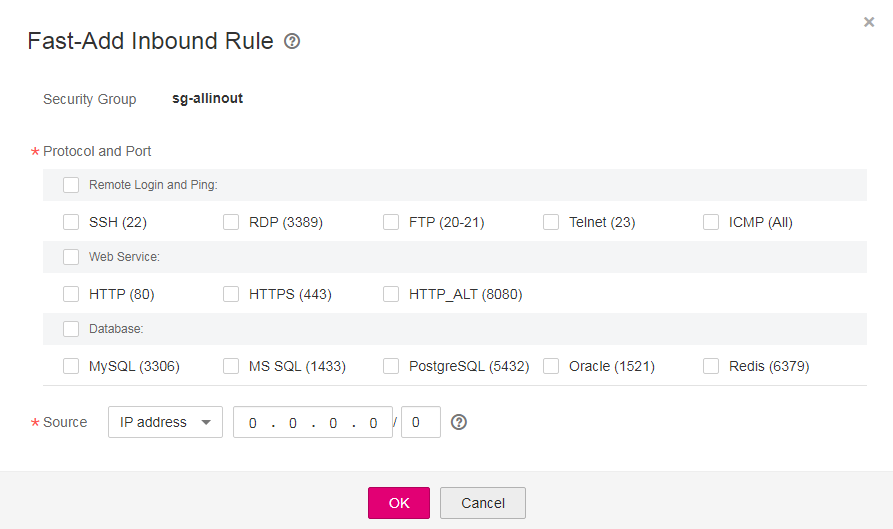 Fast-Add Inbound Rule ?
×
Security Group sg-allinout
* Protocol and Port
Remote Login and Ping:
SSH (22) RDP (3389) FTP (20-21) Telnet (23) ICMP (All)
Web Service:
HTTP (80) HTTPS (443) HTTP_ALT (8080)
Database:
MySQL (3306) MS SQL (1433) PostgreSQL (5432) Oracle (1521) Redis (6379)
* Source IP address 0 . 0 . 0 . 0 / 0 ?
OK Cancel